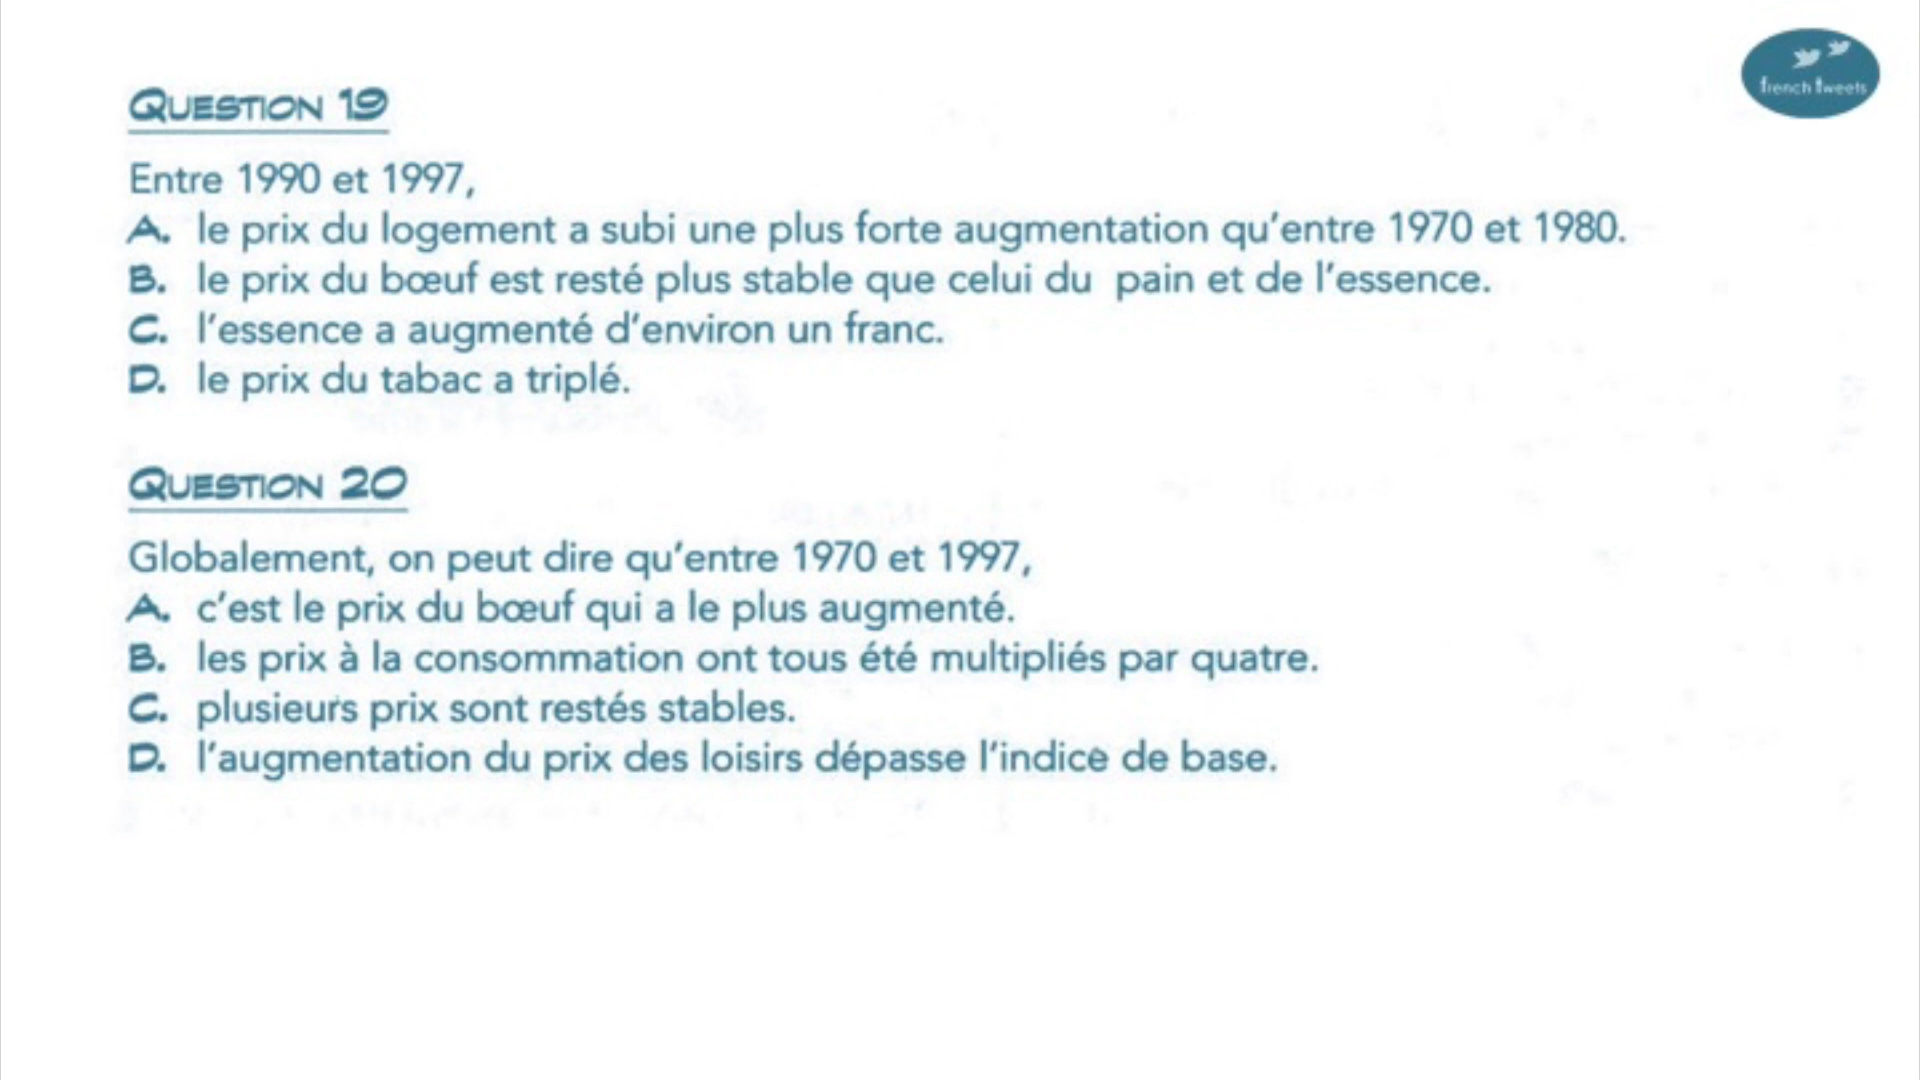 french tweets
QUESTION 19
Entre 1990 et 1997,
A. le prix du logement a subi une plus forte augmentation qu'entre 1970 et 1980.
B. le prix du bœuf est resté plus stable que celui du pain et de l'essence.
C. l'essence a augmenté d'environ un franc.
D. le prix du tabac a triplé.
QUESTION 20
Globalement, on peut dire qu'entre 1970 et 1997,
A. c'est le prix du bœuf qui a le plus augmenté.
B. les prix à la consommation ont tous été multipliés par quatre.
C. plusieurs prix sont restés stables.
D. l'augmentation du prix des loisirs dépasse l'indice de base.